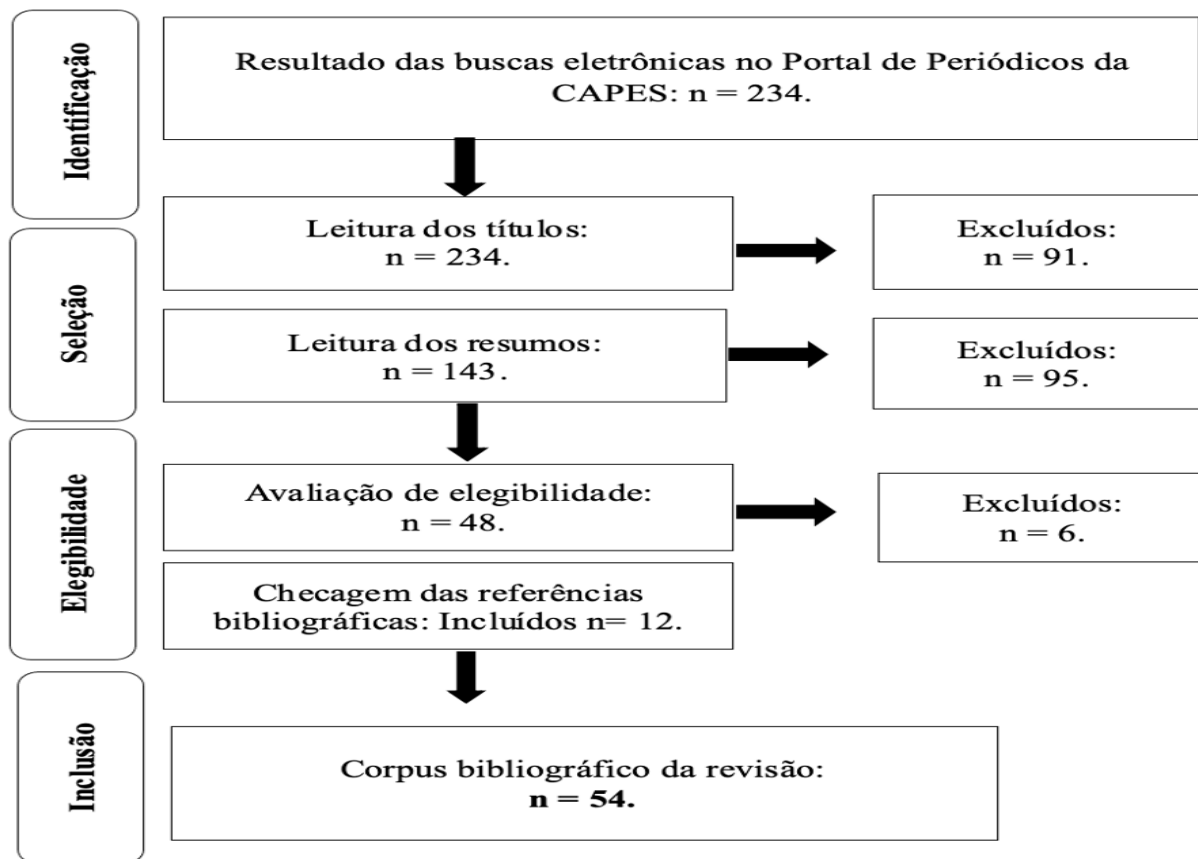 Identificação
Resultado das buscas eletrônicas no Portal de Periódicos da
CAPES: n = 234.
Seleção
Leitura dos títulos:
n = 234.
Excluídos:
n = 91.
Leitura dos resumos:
n = 143.
Excluídos:
n = 95.
Elegibilidade
Avaliação de elegibilidade:
n = 48.
Excluídos:
n = 6.
Checagem das referências
bibliográficas: Incluídos n= 12.
Inclusão
Corpus bibliográfico da revisão:
n = 54.